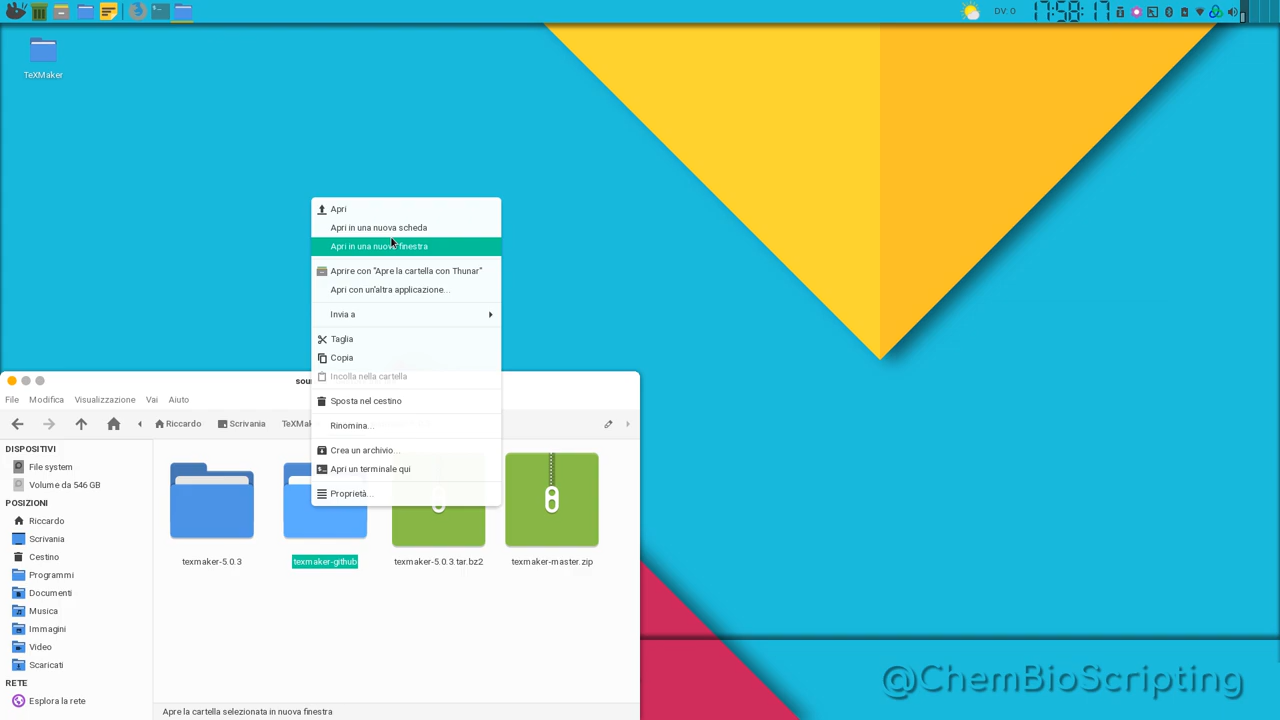 DV: 0
17:58:17
TeXMaker
Apri
Apri in una nuova scheda
Apri in una nuova finestra
Aprire con "Apre la cartella con Thunar"
Apri con un'altra applicazione...
Invia a
Taglia
Copia
Incolla nella cartella
Sposta nel cestino
Rinomina...
Crea un archivio...
Apri un terminale qui
Proprietà...
File Modifica Visualizzazione Vai Aiuto
Riccardo Scrivania
DISPOSITIVI
File system
Volume da 546 GB
POSIZIONI
Riccardo
Scrivania
Cestino
Programmi
Documenti
Musica
Immagini
Video
Scaricati
RETE
Esplora la rete
texmaker-5.0.3 texmaker-github texmaker-5.0.3.tar.bz2 texmaker-master.zip
Apre la cartella selezionata in nuova finestra
@ChemBioScripting